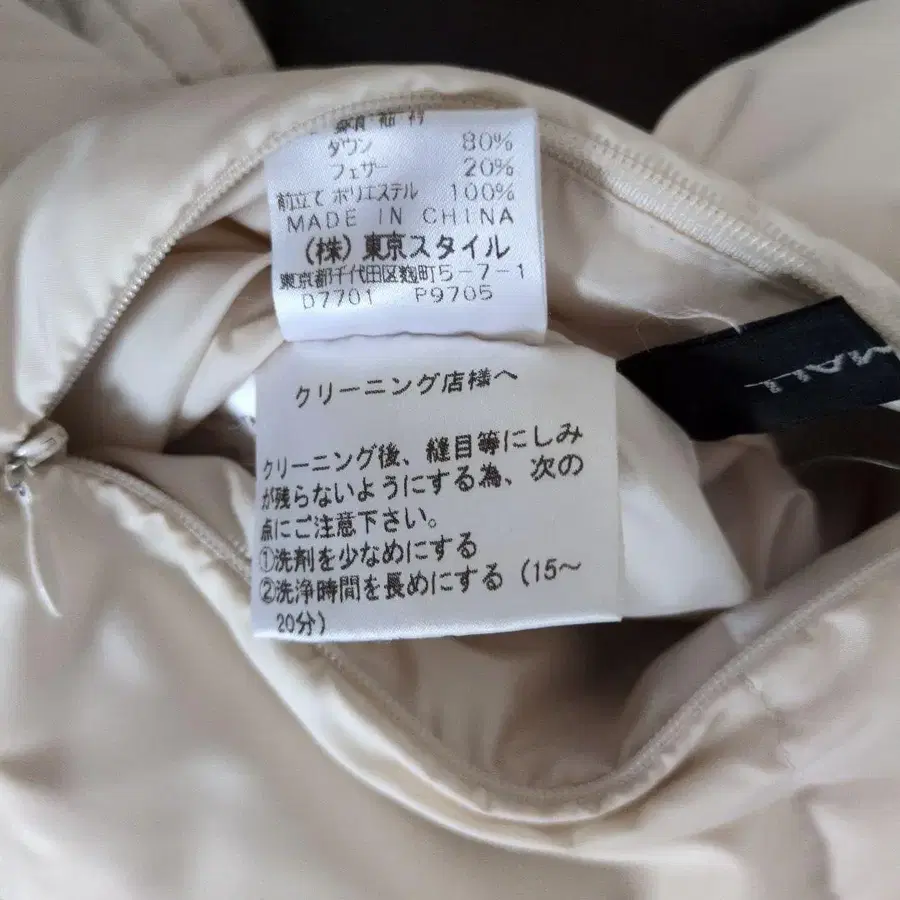 ダウン 80%
フェザー 20%
前立て ポリエステル 100%
MADE IN CHINA
(株)東京スタイル
東京都千代田区麹町5-7-1
D7701 P9705
クリーニング店様へ
クリーニング後、縫目等にしみ
が残らないようにする為、次の
点にご注意下さい。
①洗剤を少なめにする
②洗浄時間を長めにする(15~
20分)